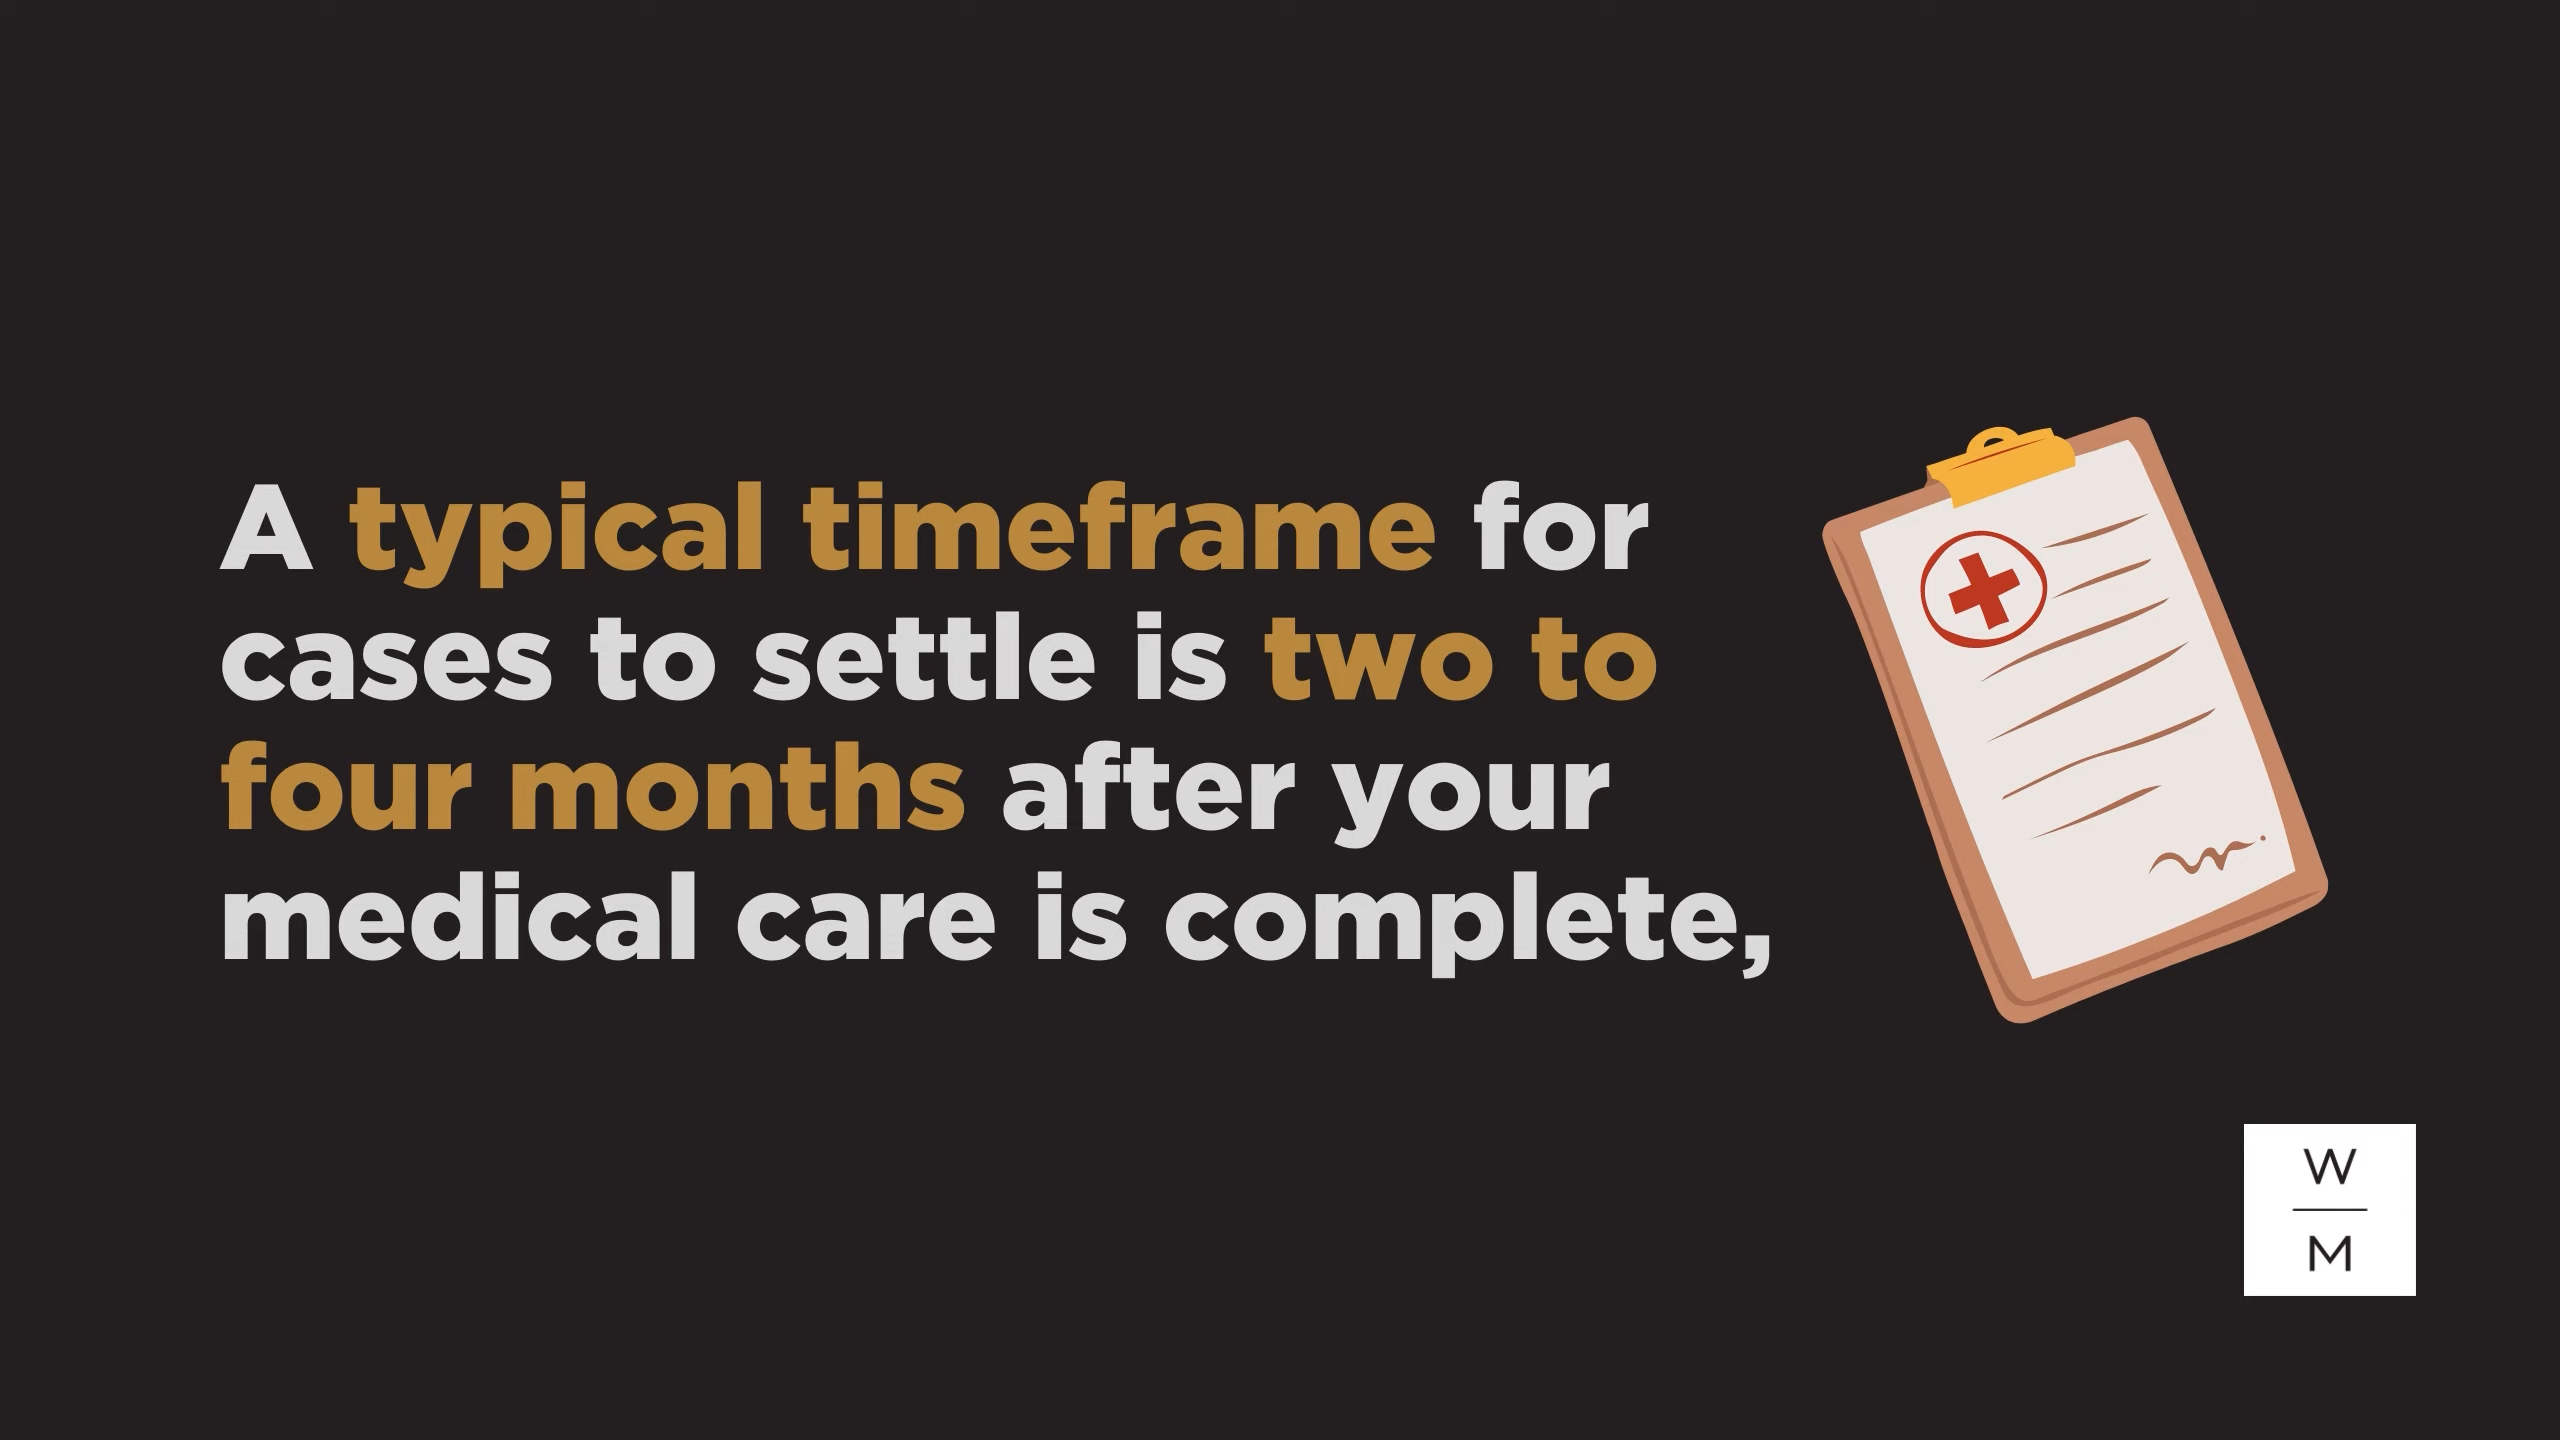 A typical timeframe for
cases to settle is two to
four months after your
medical care is complete,
W
M